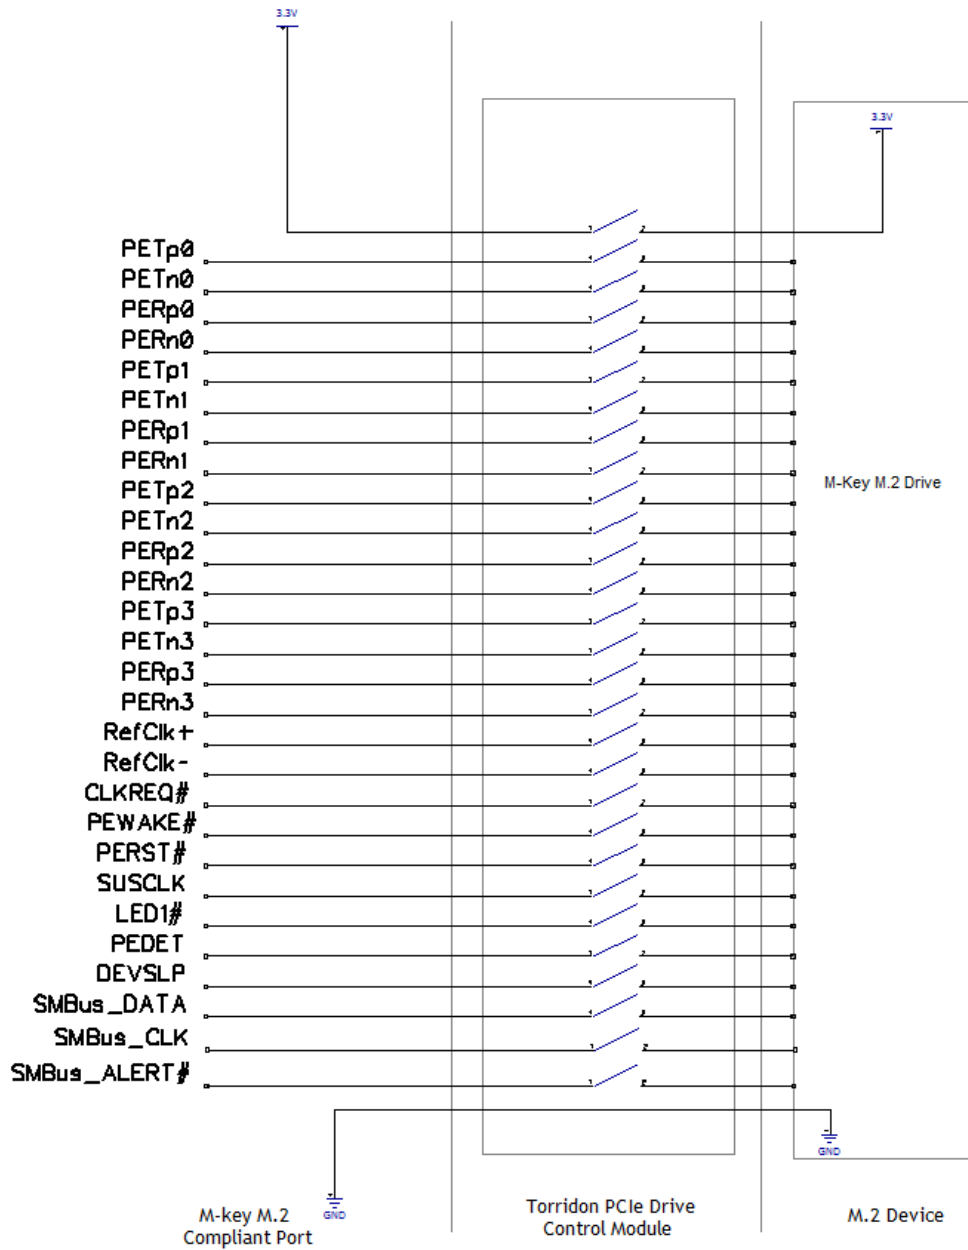 3.3V
3.3V
PETp0
PETn0
PERp0
PERn0
PETp1
PETn1
PERp1
PERn1
M-Key M.2 Drive
PETp2
PETn2
PERp2
PERn2
PETp3
PETn3
PERp3
PERn3
RefClk+
RefClk-
CLKREQ#
PEWAKE#
PERST#
SUSCLK
LED1#
PEDET
DEVSLP
SMBus_DATA
SMBus_CLK
SMBus_ALERT#
GND
GND
M-key M.2
Compliant Port
Torridon PCIe Drive
Control Module
M.2 Device